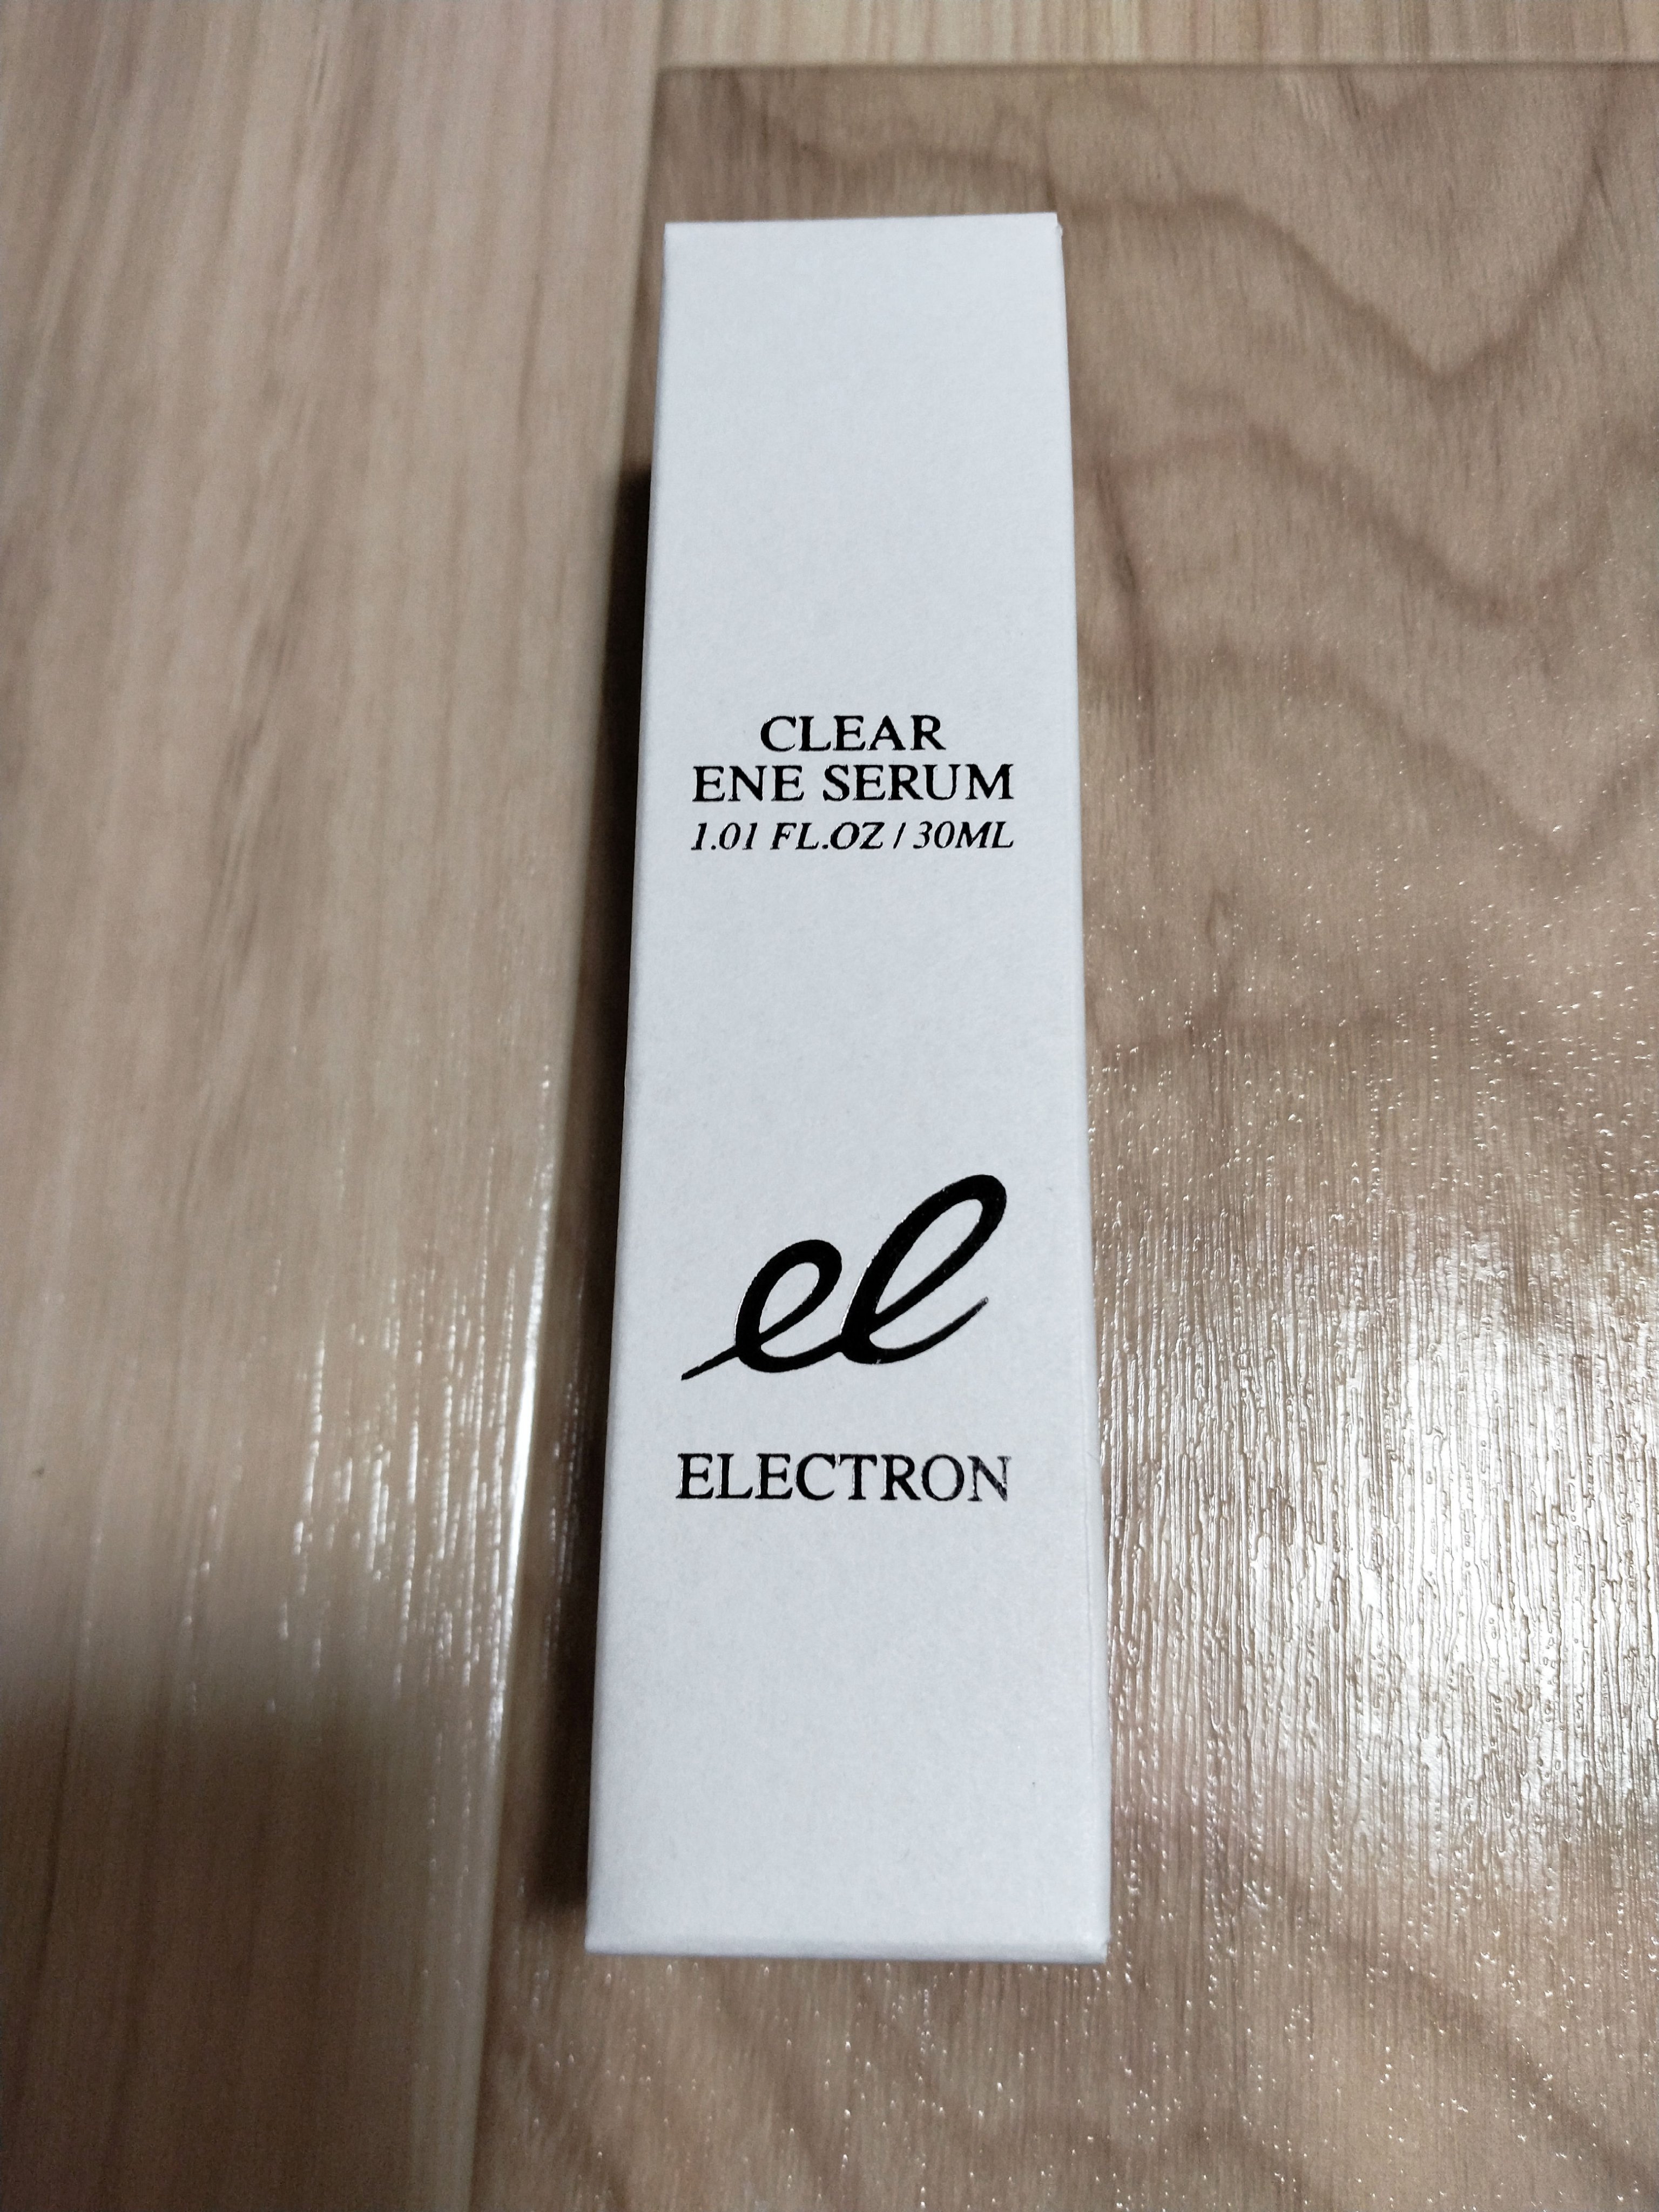 CLEAR
ENE SERUM
1.01 FL.OZ / 30ML
el
ELECTRON